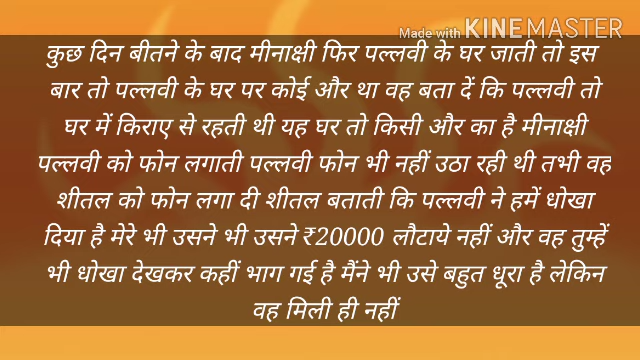 Made with KINEMASTER
कुछ दिन बीतने के बाद मीनाक्षी फिर पल्लवी के घर जाती तो इस
बार तो पल्लवी के घर पर कोई और था वह बता दें कि पल्लवी तो
घर में किराए से रहती थी यह घर तो किसी और का है मीनाक्षी
पल्लवी को फोन लगाती पल्लवी फोन भी नहीं उठा रही थी तभी वह
शीतल को फोन लगा दी शीतल बताती कि पल्लवी ने हमें धोखा
दिया है मेरे भी उसने भी उसने ₹20000 लौटाये नहीं और वह तुम्हें
भी धोखा देखकर कहीं भाग गई है मैंने भी उसे बहुत धूरा है लेकिन
वह मिली ही नहीं